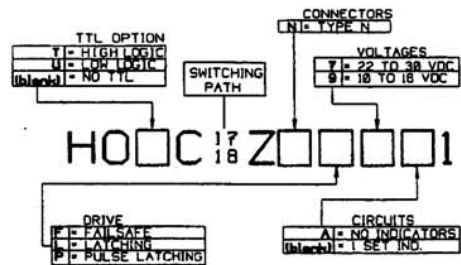 CONNECTORS
N = TYPE N
TTL OPTION
T = HIGH LOGIC
U = LOW LOGIC
(blank) = NO TTL
SWITCHING
PATH
VOLTAGES
7 = 22 TO 30 VDC
9 = 10 TO 18 VDC
HO□C 17 18 Z□□□□1
DRIVE
F = FAILSAFE
L = LATCHING
P = PULSE LATCHING
CIRCUITS
A = NO INDICATORS
(blank) = 1 SET IND.